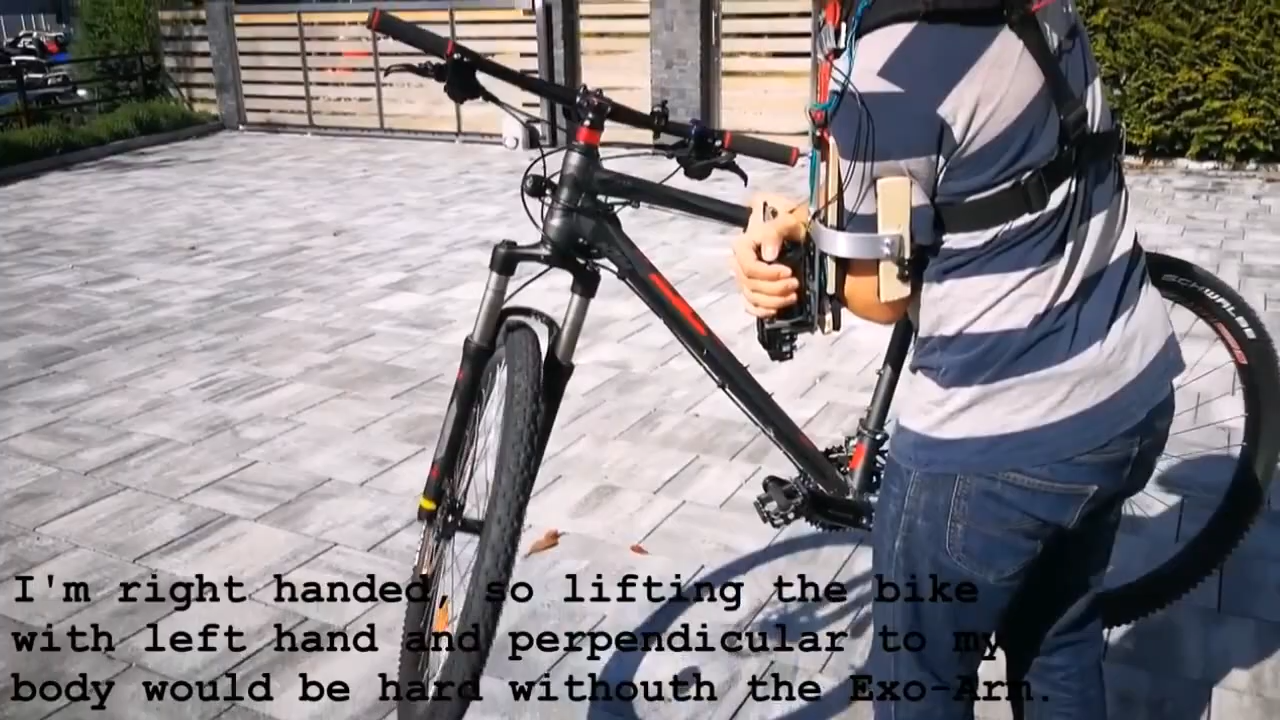 SCHWALBE
I'm right handed, so lifting the bike
with left hand and perpendicular to my
body would be hard withouth the Exo-Arm.